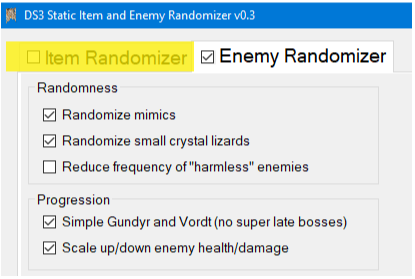 DS3 Static Item and Enemy Randomizer v0.3
Item Randomizer Enemy Randomizer
Randomness
Randomize mimics
Randomize small crystal lizards
Reduce frequency of "harmless" enemies
Progression
Simple Gundyr and Vordt (no super late bosses)
Scale up/down enemy health/damage